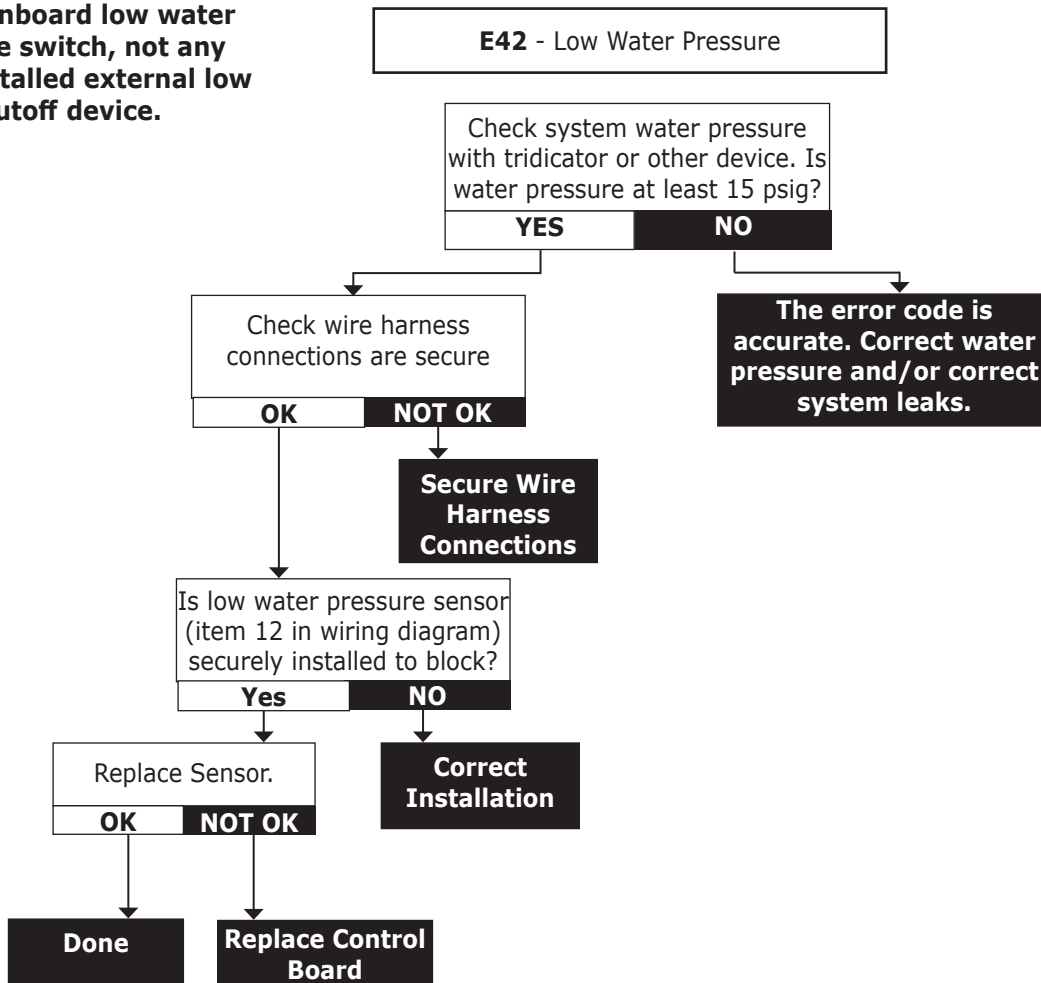 onboard low water
e switch, not any
talled external low
utoff device.
E42 - Low Water Pressure
Check system water pressure
with tridicator or other device. Is
water pressure at least 15 psig?
YES NO
Check wire harness
connections are secure
The error code is
accurate. Correct water
pressure and/or correct
system leaks.
OK NOT OK
Secure Wire
Harness
Connections
Is low water pressure sensor
(item 12 in wiring diagram)
securely installed to block?
Yes NO
Replace Sensor.
Correct
Installation
OK NOT OK
Done
Replace Control
Board